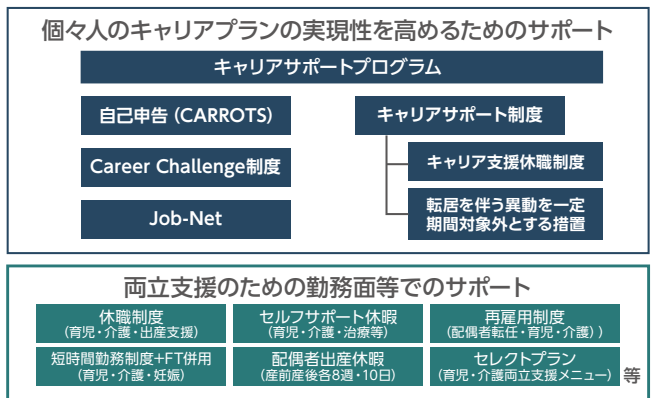 個々人のキャリアプランの実現性を高めるためのサポート
キャリアサポートプログラム
自己申告（CARROTS）
Career Challenge制度
Job-Net
キャリアサポート制度
キャリア支援休職制度
転居を伴う異動を一定
期間対象外とする措置
両立支援のための勤務面等でのサポート
休職制度
（育児・介護・出産支援）
セルフサポート休暇
（育児・介護・治療等）
再雇用制度
（配偶者転任・育児・介護））
短時間勤務制度+FT併用
（育児・介護・妊娠）
配偶者出産休暇
（産前産後各8週・10日）
セレクトプラン
（育児・介護両立支援メニュー）
等